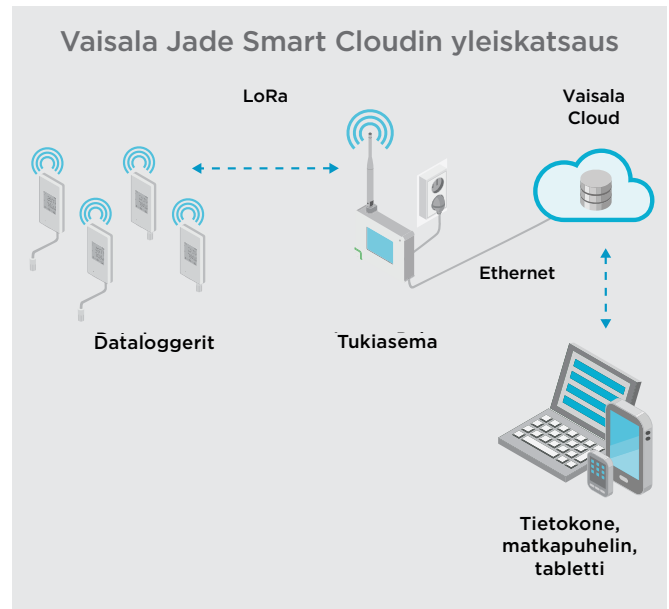 Vaisala Jade Smart Cloudin yleiskatsaus
LoRa
Vaisala
Cloud
Ethernet
Dataloggerit
Tukiasema
Tietokone,
matkapuhelin,
tabletti